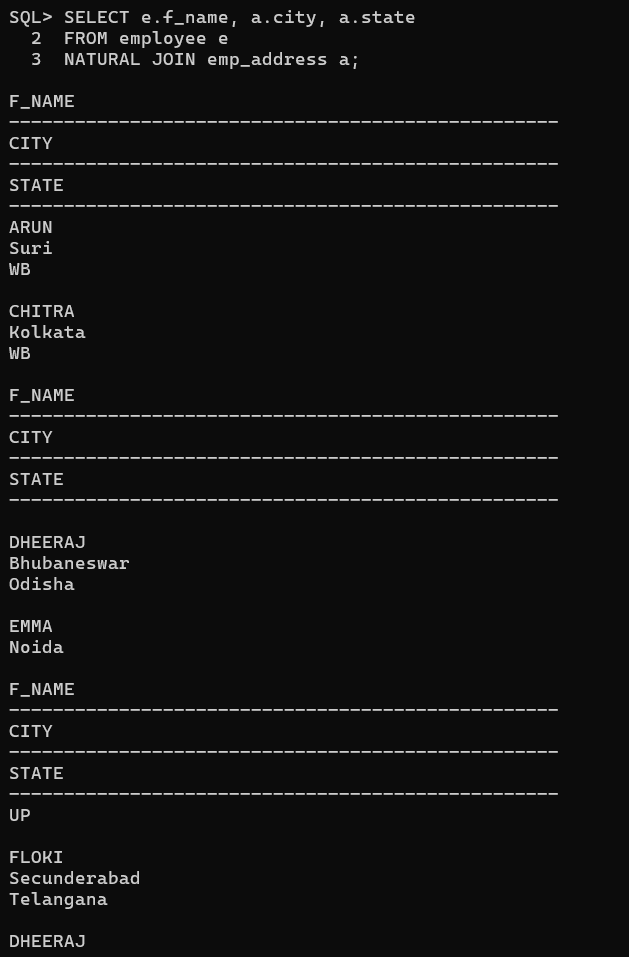 SQL> SELECT e.f_name, a.city, a.state
  2  FROM employee e
  3  NATURAL JOIN emp_address a;

F_NAME
--------------------------------------------------
CITY
--------------------------------------------------
STATE
--------------------------------------------------
ARUN
Suri
WB

CHITRA
Kolkata
WB

F_NAME
--------------------------------------------------
CITY
--------------------------------------------------
STATE
--------------------------------------------------

DHEERAJ
Bhubaneswar
Odisha

EMMA
Noida

F_NAME
--------------------------------------------------
CITY
--------------------------------------------------
STATE
--------------------------------------------------
UP

FLOKI
Secunderabad
Telangana

DHEERAJ